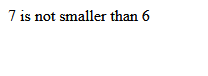 7 is not smaller than 6